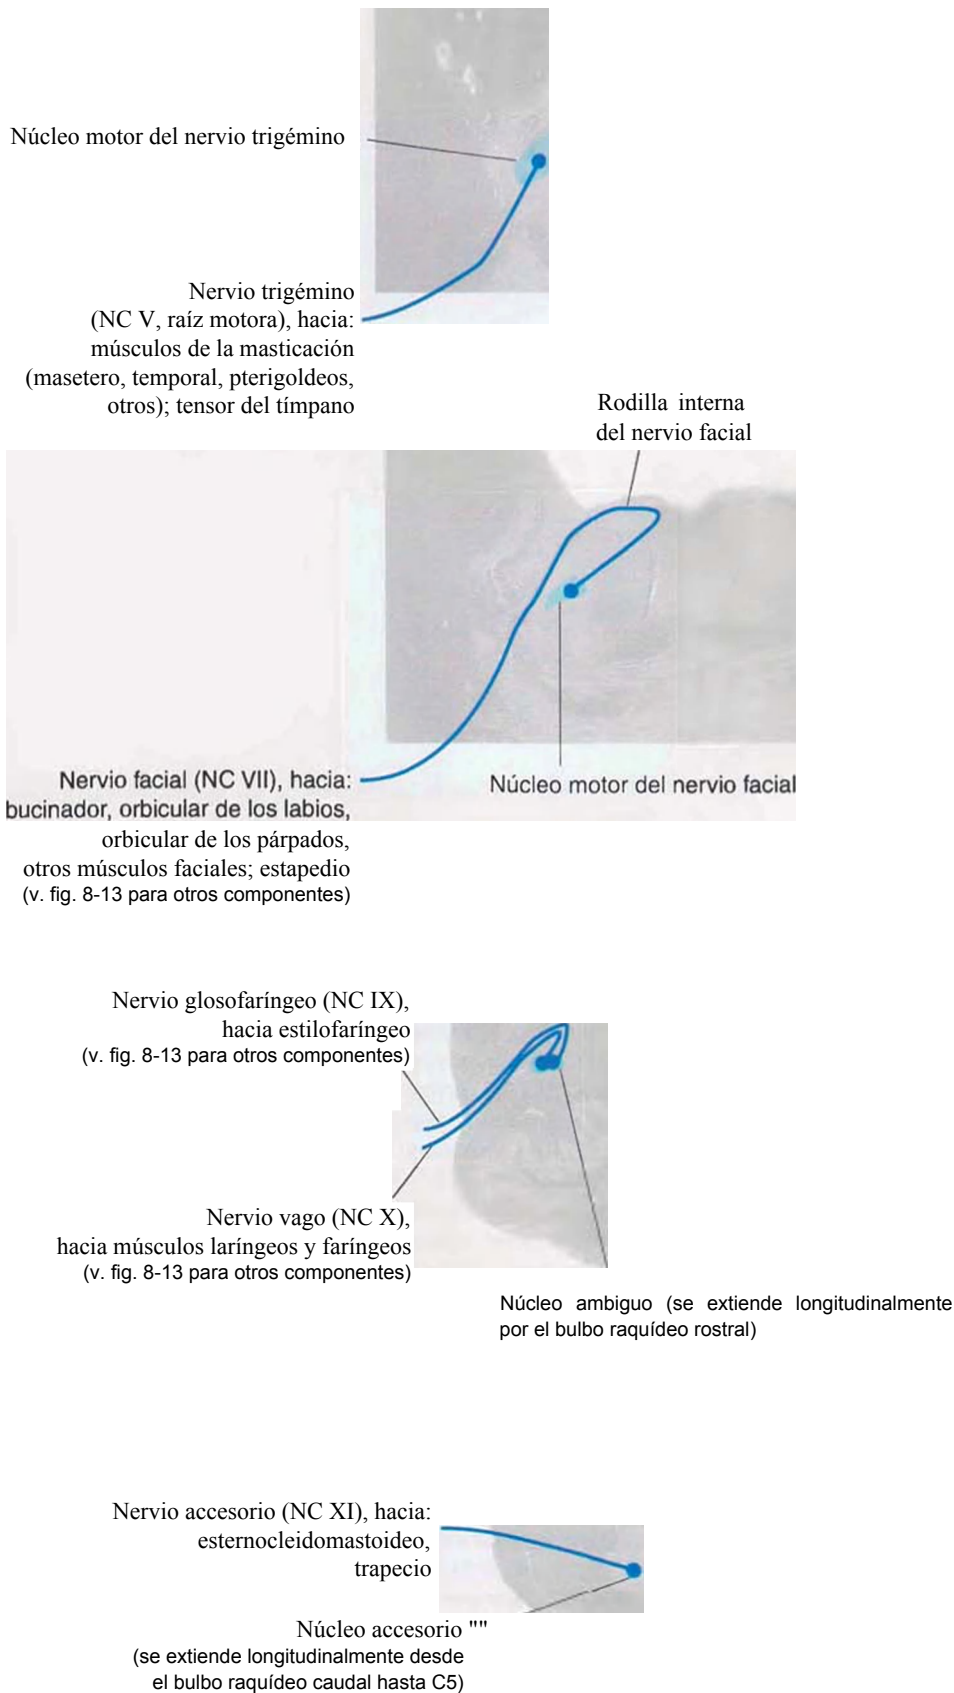 Núcleo motor del nervio trigémino
Nervio trigémino
(NC V, raíz motora), hacia:
músculos de la masticación
(masetero, temporal, pterigoldeos,
otros); tensor del tímpano
Rodilla interna
del nervio facial
Nervio facial (NC VII), hacia:
bucinador, orbicular de los labios,
orbicular de los párpados,
otros músculos faciales; estapedio
(v. fig. 8-13 para otros componentes)
Núcleo motor del nervio facial
Nervio glosofaríngeo (NC IX),
hacia estilofaríngeo
(v. fig. 8-13 para otros componentes)
Nervio vago (NC X),
hacia músculos laríngeos y faríngeos
(v. fig. 8-13 para otros componentes)
Núcleo ambiguo (se extiende longitudinalmente
por el bulbo raquídeo rostral)
Nervio accesorio (NC XI), hacia:
esternocleidomastoideo,
trapecio
Núcleo accesorio ""
(se extiende longitudinalmente desde
el bulbo raquídeo caudal hasta C5)